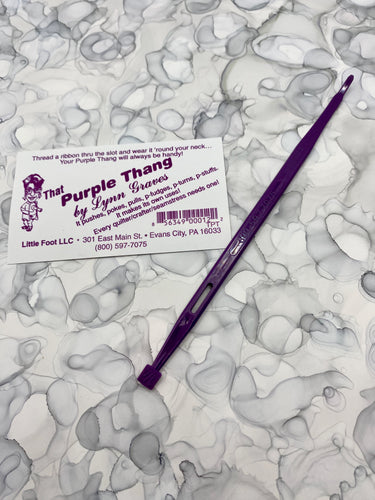 Thread a ribbon thru the slot and wear it 'round your neck...
Your Purple Thang will always be handy!
That
Purple Thang
by Lynn Graves
It pushes, pokes, pulls, p-fudges, p-turns, p-stuffs.
It makes its own uses!
Every quilter/crafter/seamstress needs one!
TPT
Little Foot LLC • 301 East Main St. • Evans City, PA 16033
(800) 597-7075